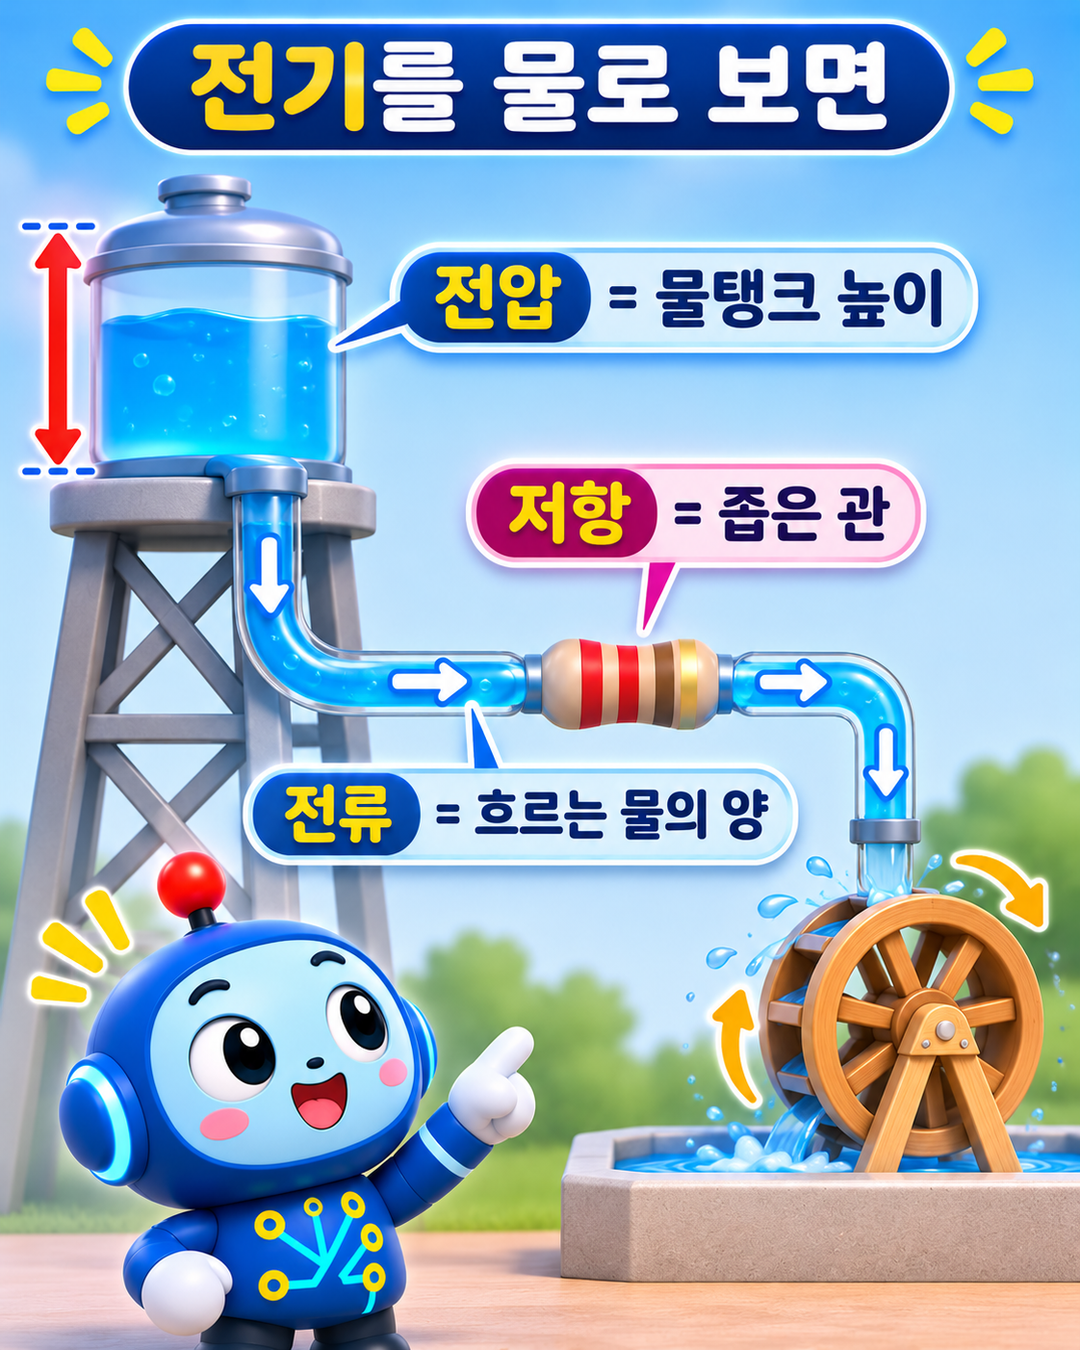 전기를 물로 보면
전압 = 물탱크 높이
저항 = 좁은 관
전류 = 흐르는 물의 양